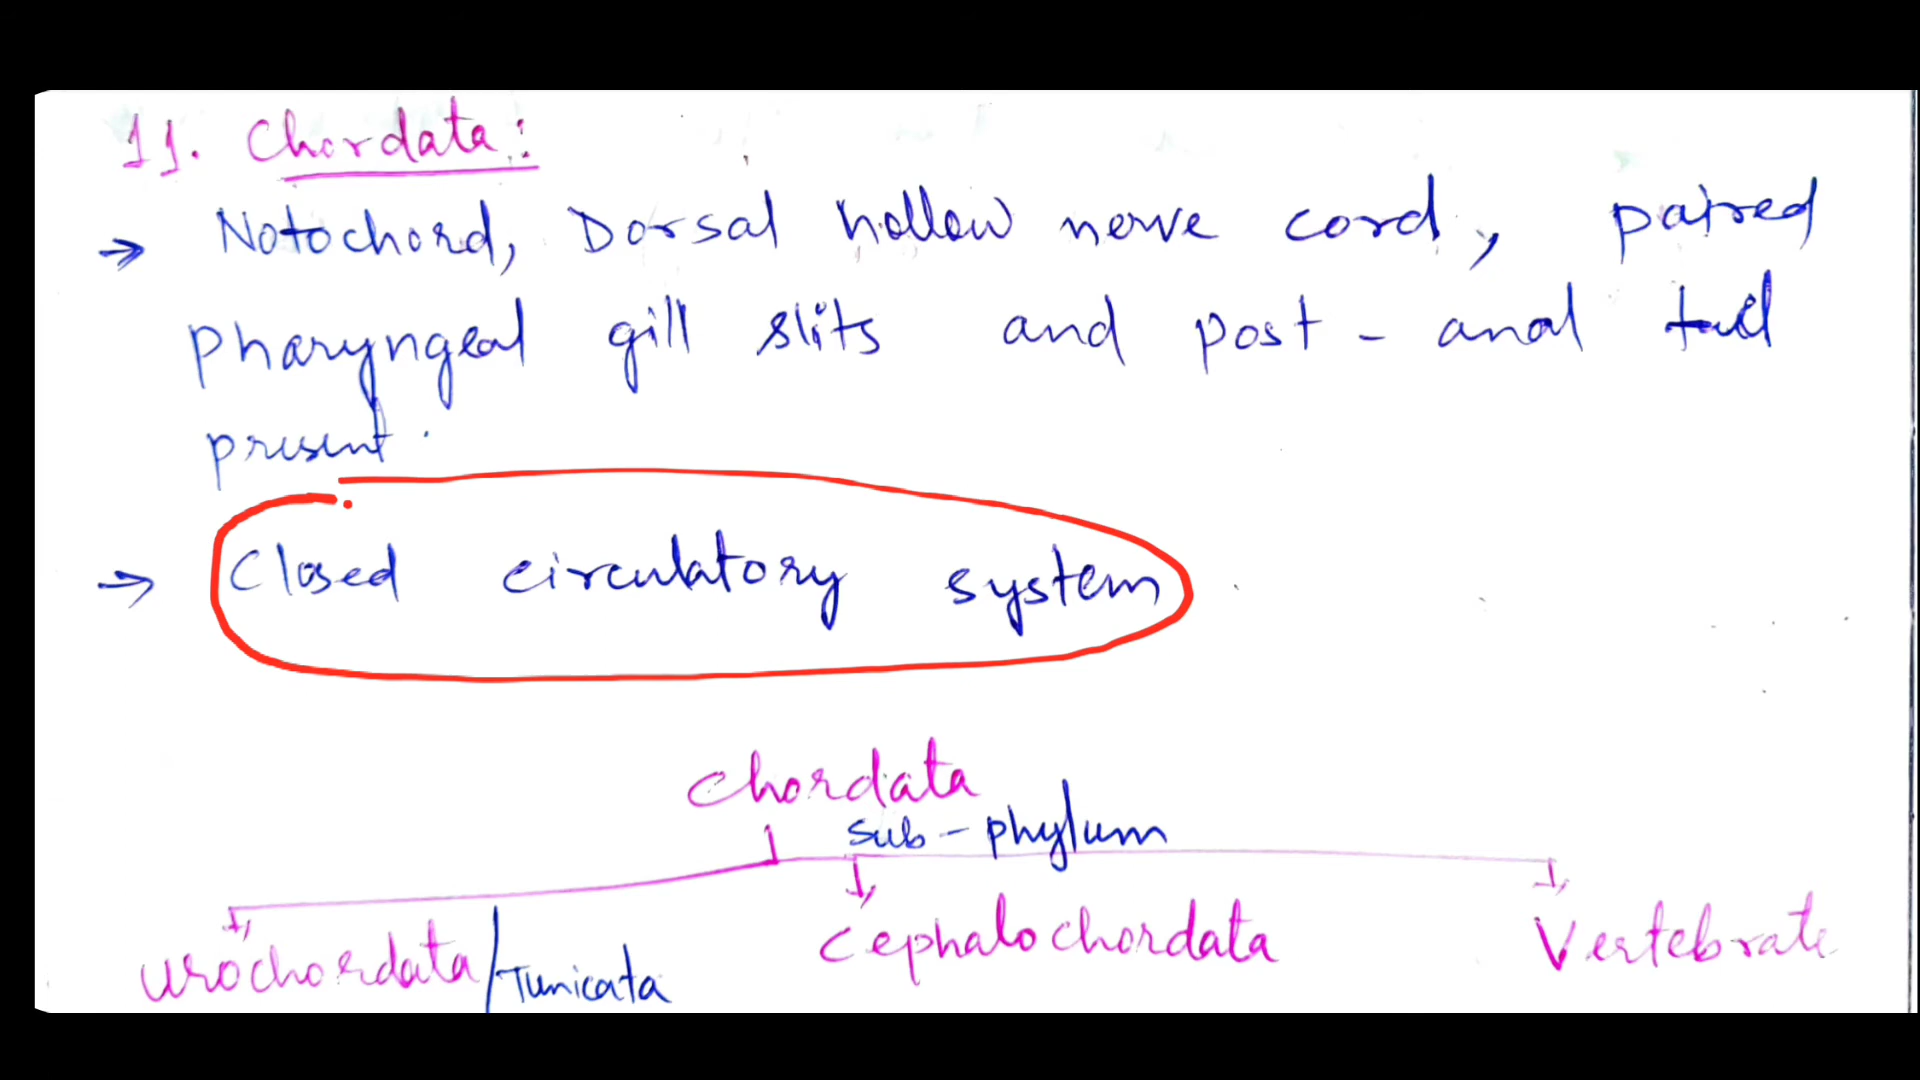 11. Chordata:
→ Notochord, Dorsal hollow nerve cord, paired
pharyngeal gill slits and post - anal tail
present.
→ Closed circulatory system.
Chordata
sub - phylum
Urochordata/Tunicata Cephalochordata Vertebrate